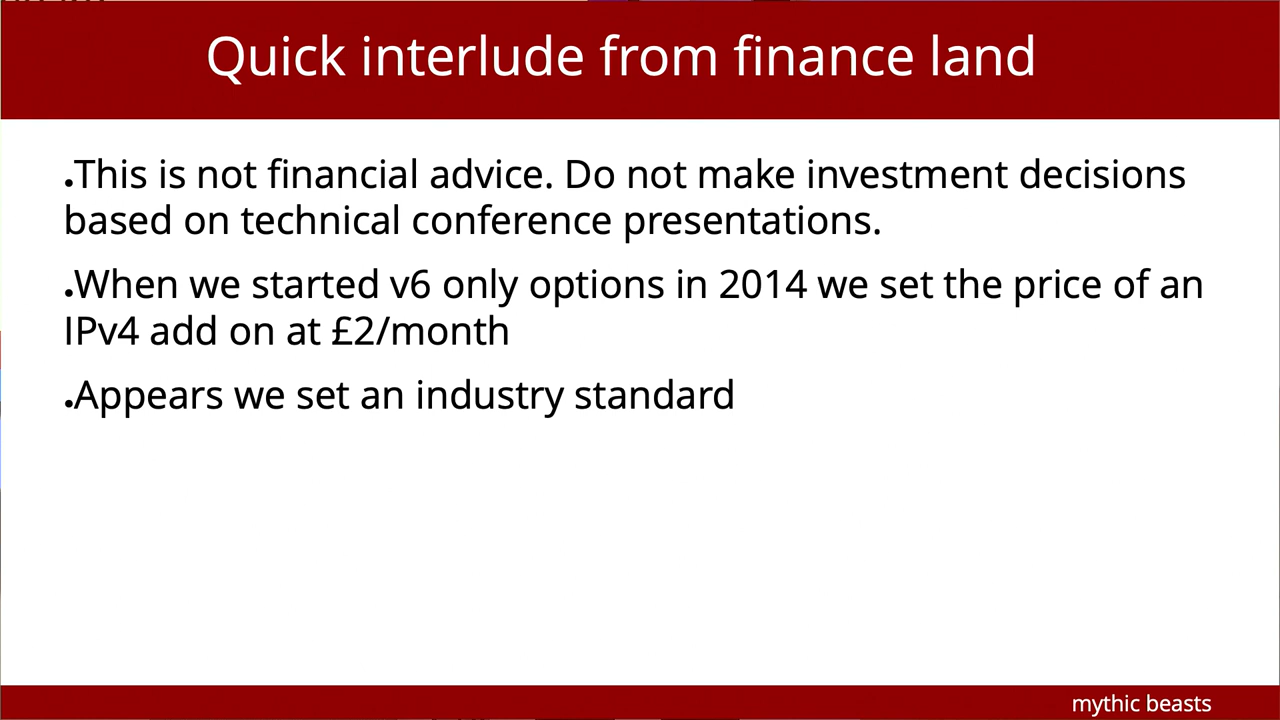 Quick interlude from finance land
•This is not financial advice. Do not make investment decisions
based on technical conference presentations.
•When we started v6 only options in 2014 we set the price of an
IPv4 add on at £2/month
•Appears we set an industry standard
mythic beasts